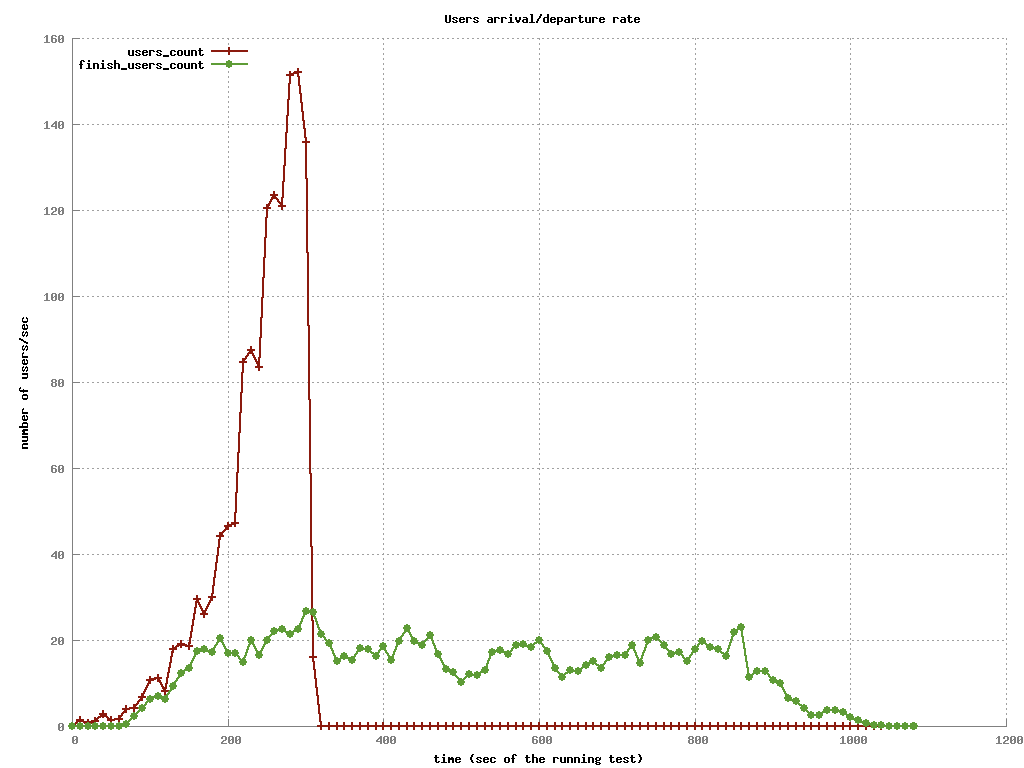 Users arrival/departure rate
users_count
finish_users_count
number of users/sec
160
140
120
100
80
60
40
20
0
0 200 400 600 800 1000 1200
time (sec of the running test)